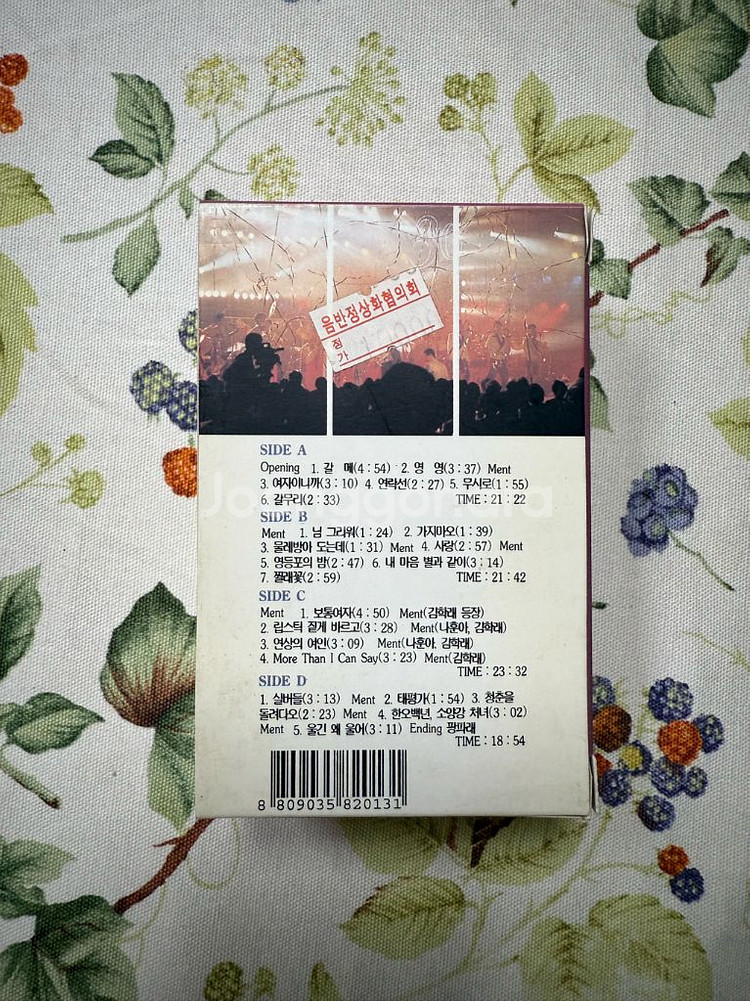 음반정상화협의회
정가
SIDE A
Opening 1. 갈 메(4 : 54) 2. 영 영(3 : 37) Ment
3. 여자이니까(3 : 10) 4. 연락선(2 : 27) 5. 무시로(1 : 55)
6. 갈무리(2 : 33) TIME : 21 : 22
SIDE B
Ment 1. 님 그리워(1 : 24) 2. 가지마오(1 : 39)
3. 물레방아 도는데(1 : 31) Ment 4. 사랑(2 : 57) Ment
5. 영등포의 밤(2 : 47) 6. 내 마음 별과 같이(3 : 14)
7. 찔레꽃(2 : 59) TIME : 21 : 42
SIDE C
Ment 1. 보통여자(4 : 50) Ment(김학래 등장)
2. 립스틱 짙게 바르고(3 : 28) Ment(나훈아, 김학래)
3. 연상의 여인(3 : 09) Ment(나훈아, 김학래)
4. More Than I Can Say(3 : 23) Ment(김학래)
TIME : 23 : 32
SIDE D
1. 실버들(3 : 13) Ment 2. 태평가(1 : 54) 3. 청춘을
돌려다오(2 : 23) Ment 4. 한오백년, 소양강 처녀(3 : 02)
Ment 5. 울긴 왜 울어(3 : 11) Ending 팡파래
TIME : 18 : 54
8 809035 820131